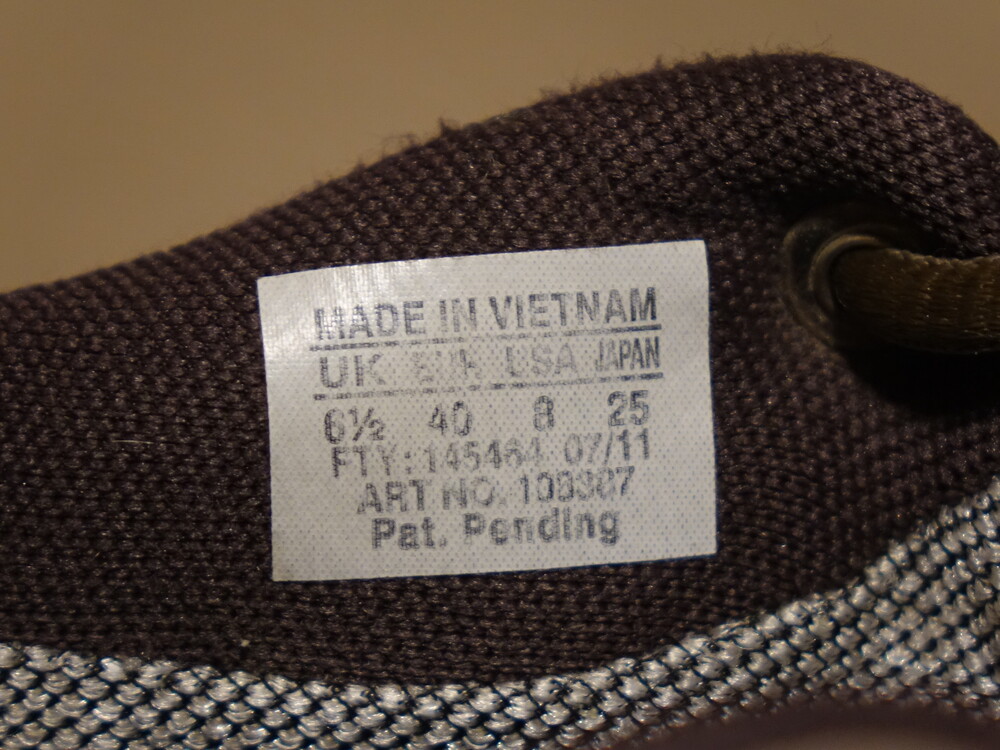 MADE IN VIETNAM
UK EUR USA JAPAN
6½ 40 8 25
FTY: 145464 07/11
ART NO.
Pat. Pending